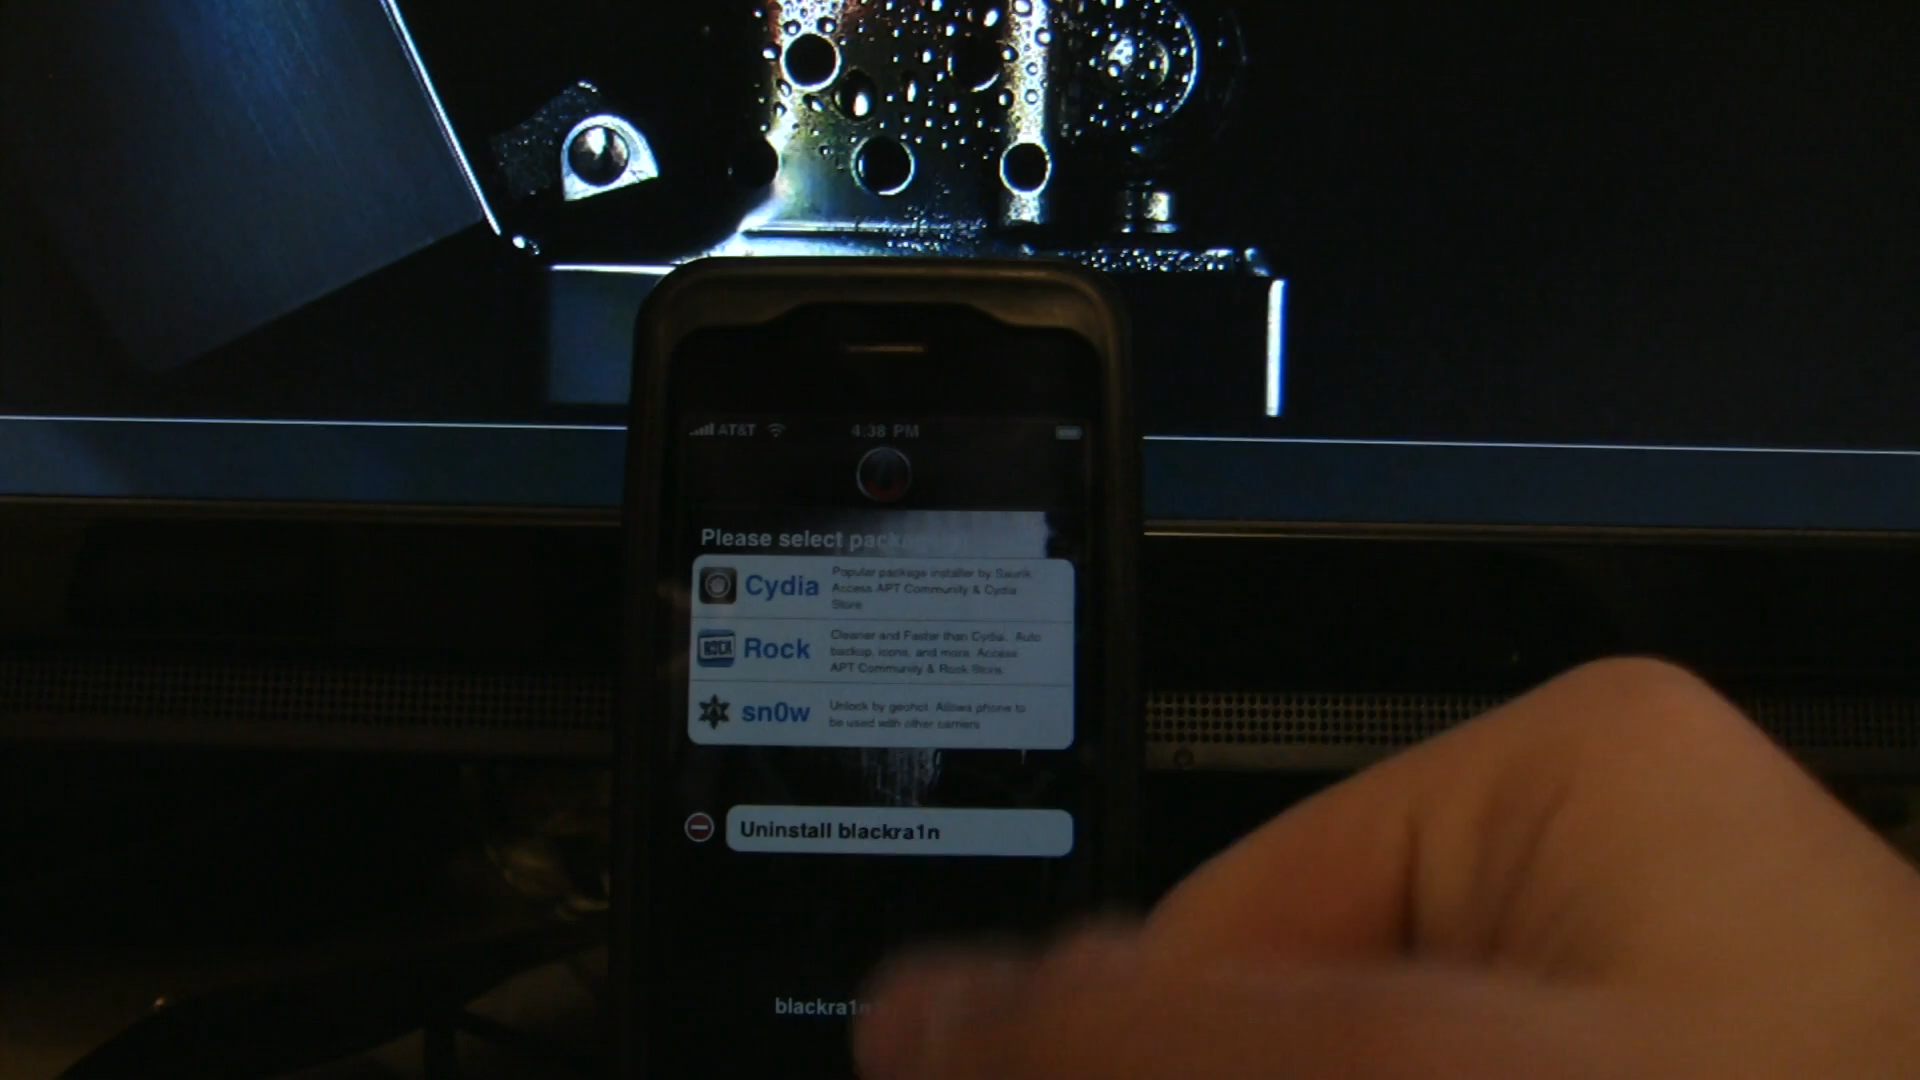 AT&T 4:38 PM
Please select
Cydia
Popular package installer by Saurik
Access APT Community & Cydia
Store
ROCK
Rock
Cleaner and Faster than Cydia. Auto
backup, icons, and more. Access
APT Community & Rock Store
sn0w
Unlock by geohot. Allows phone to
be used with other carriers
Uninstall blackra1n
blackra1n